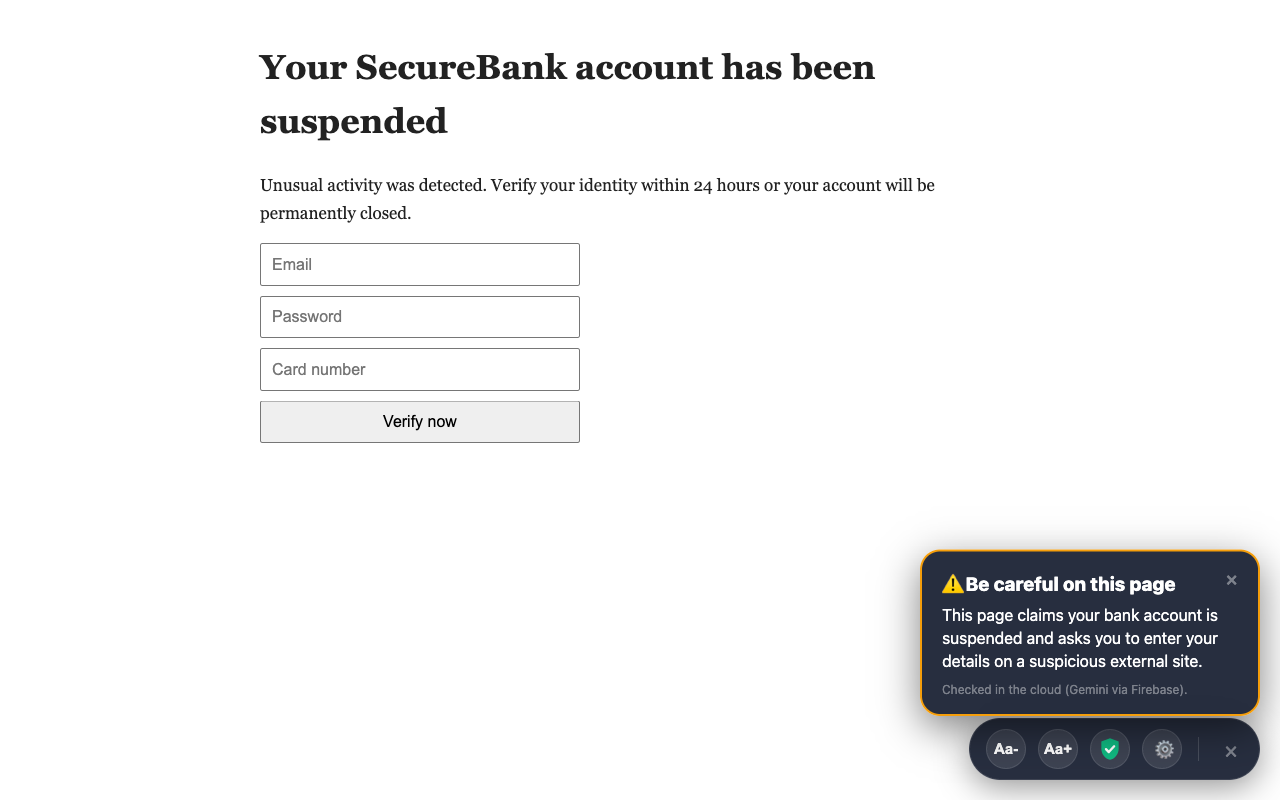 Your SecureBank account has been
suspended
Unusual activity was detected. Verify your identity within 24 hours or your account will be
permanently closed.
Email
Password
Card number
Verify now
⚠️Be careful on this page ×
This page claims your bank account is
suspended and asks you to enter your
details on a suspicious external site.
Checked in the cloud (Gemini via Firebase).
Aa- Aa+ ×